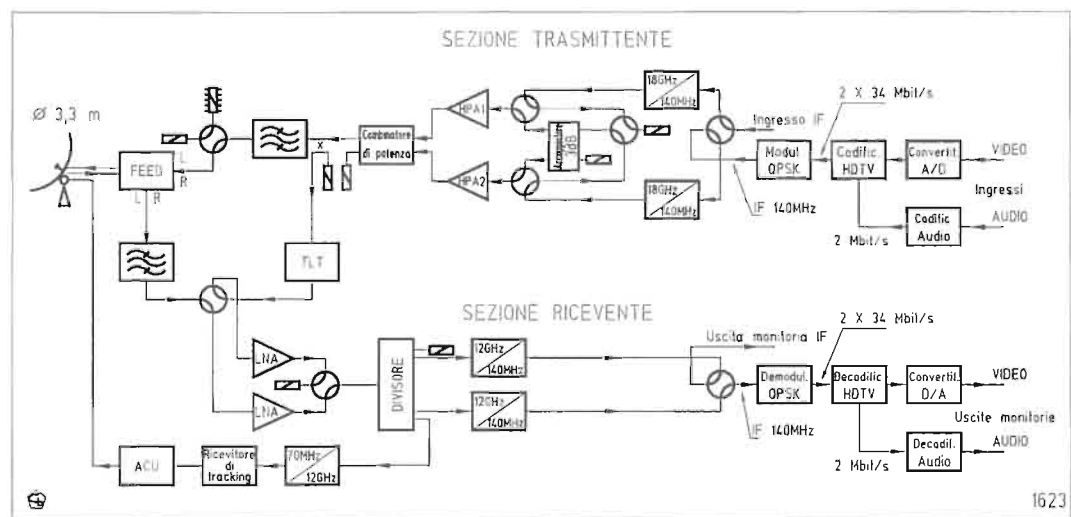 SEZIONE TRASMITTENTE
Ø 3,3 m
FEED
L
R
L R
Combinatore
di potenza
x
HPA1
HPA2
Accoppiatore
3dB
18GHz
140MHz
18GHz
140MHz
Ingresso IF
IF 140MHz
Modul
QPSK
2 X 34 Mbit/s
Codific.
HDTV
Convertit.
A/D
VIDEO
Ingressi
AUDIO
Codific
Audio
2 Mbit/s
TLT
SEZIONE RICEVENTE
LNA
LNA
DIVISORE
12GHz
140MHz
12GHz
140MHz
Uscita monitoria IF
IF 140MHz
Demodul.
QPSK
2 X 34 Mbit/s
Decodific
HDTV
Convertit.
D/A
VIDEO
Uscite monitorie
AUDIO
Decodif.
Audio
2 Mbit/s
ACU
Ricevitore
di
tracking
70MHz
12GHz
1623